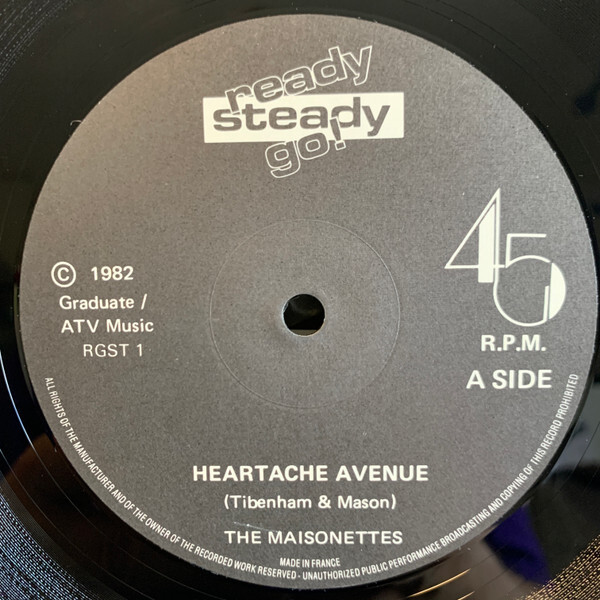 ready
steady
go!
45
R.P.M.
A SIDE
© 1982
Graduate /
ATV Music
RGST 1
HEARTACHE AVENUE
(Tibenham & Mason)
THE MAISONETTES
MADE IN FRANCE
ALL RIGHTS OF THE MANUFACTURER AND OF THE OWNER OF THE RECORDED WORK RESERVED - UNAUTHORIZED PUBLIC PERFORMANCE BROADCASTING AND COPYING OF THIS RECORD PROHIBITED